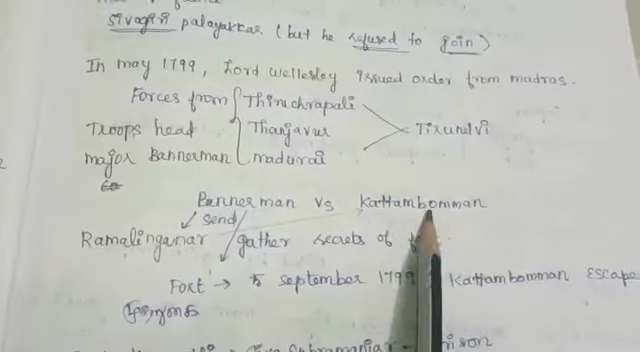 sivagiri palayakkar (but he refused to join)
In may 1799, Lord wellesley issued order from madras.
Forces from Thiruchrapali
Troops head Thanjavur Tirunelvi
major Bannerman madurai
Bannerman vs Kattambomman
send
Ramalinganar gather secrets of
Fort → 5 september 1799 Kattambomman Escape